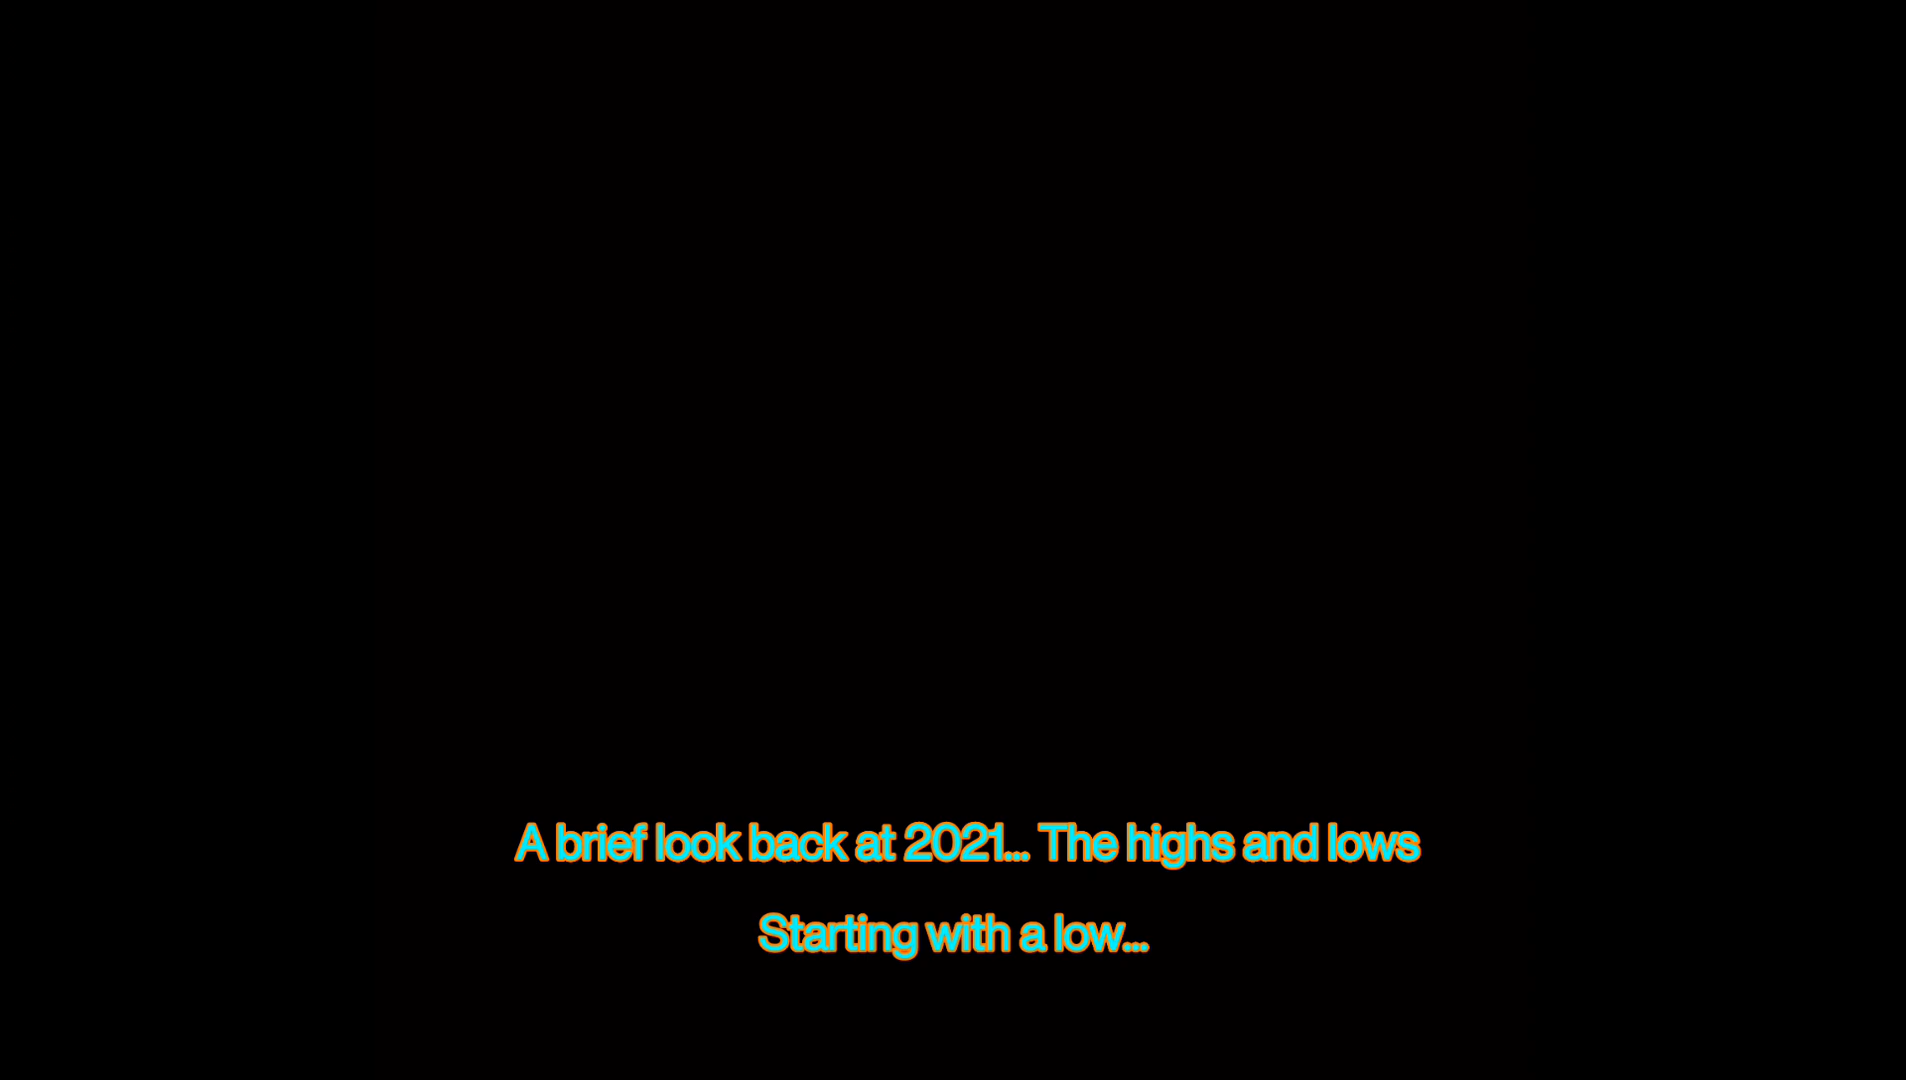 A brief look back at 2021... The highs and lows
Starting with a low...